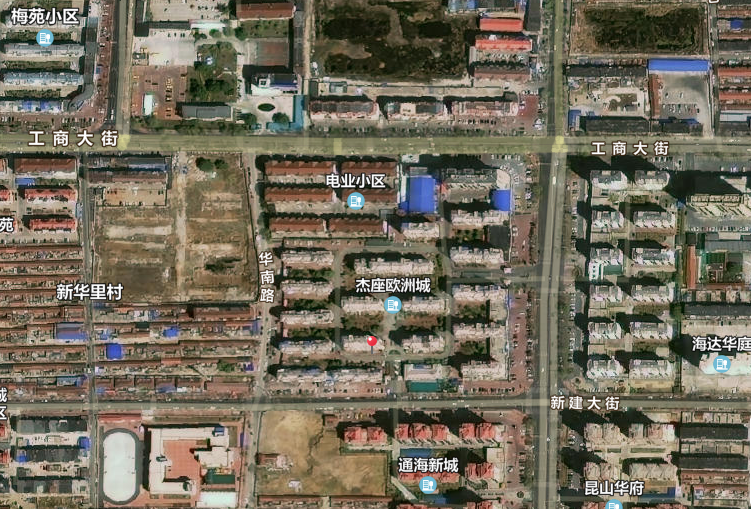 梅苑小区
工商大街
工商大街
电业小区
苑
华南路
新华里村
杰座欧洲城
海达华庭
城区
新建大街
通海新城
昆山华府